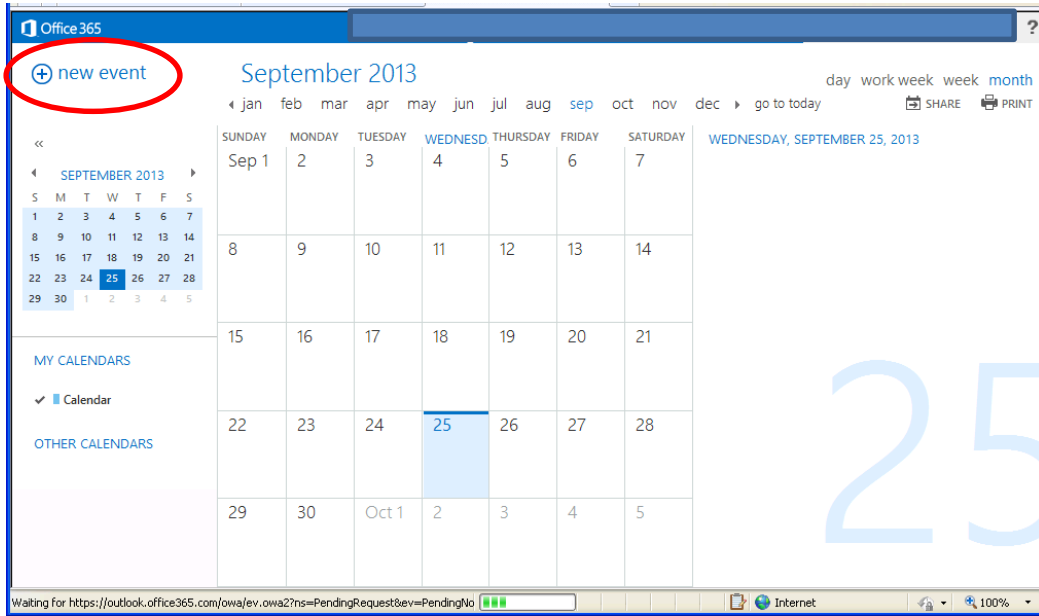 Office 365
?
new event
September 2013
day work week week month
jan feb mar apr may jun jul aug sep oct nov dec go to today
SHARE PRINT
«
SEPTEMBER 2013
S M T W T F S
1 2 3 4 5 6 7
8 9 10 11 12 13 14
15 16 17 18 19 20 21
22 23 24 25 26 27 28
29 30 1 2 3 4 5
MY CALENDARS
Calendar
OTHER CALENDARS
SUNDAY MONDAY TUESDAY WEDNESD THURSDAY FRIDAY SATURDAY
Sep 1 2 3 4 5 6 7
8 9 10 11 12 13 14
15 16 17 18 19 20 21
22 23 24 25 26 27 28
29 30 Oct 1 2 3 4 5
WEDNESDAY, SEPTEMBER 25, 2013
25
Waiting for https://outlook.office365.com/owa/ev.owa2?ns=PendingRequest&ev=PendingNo
Internet
100%